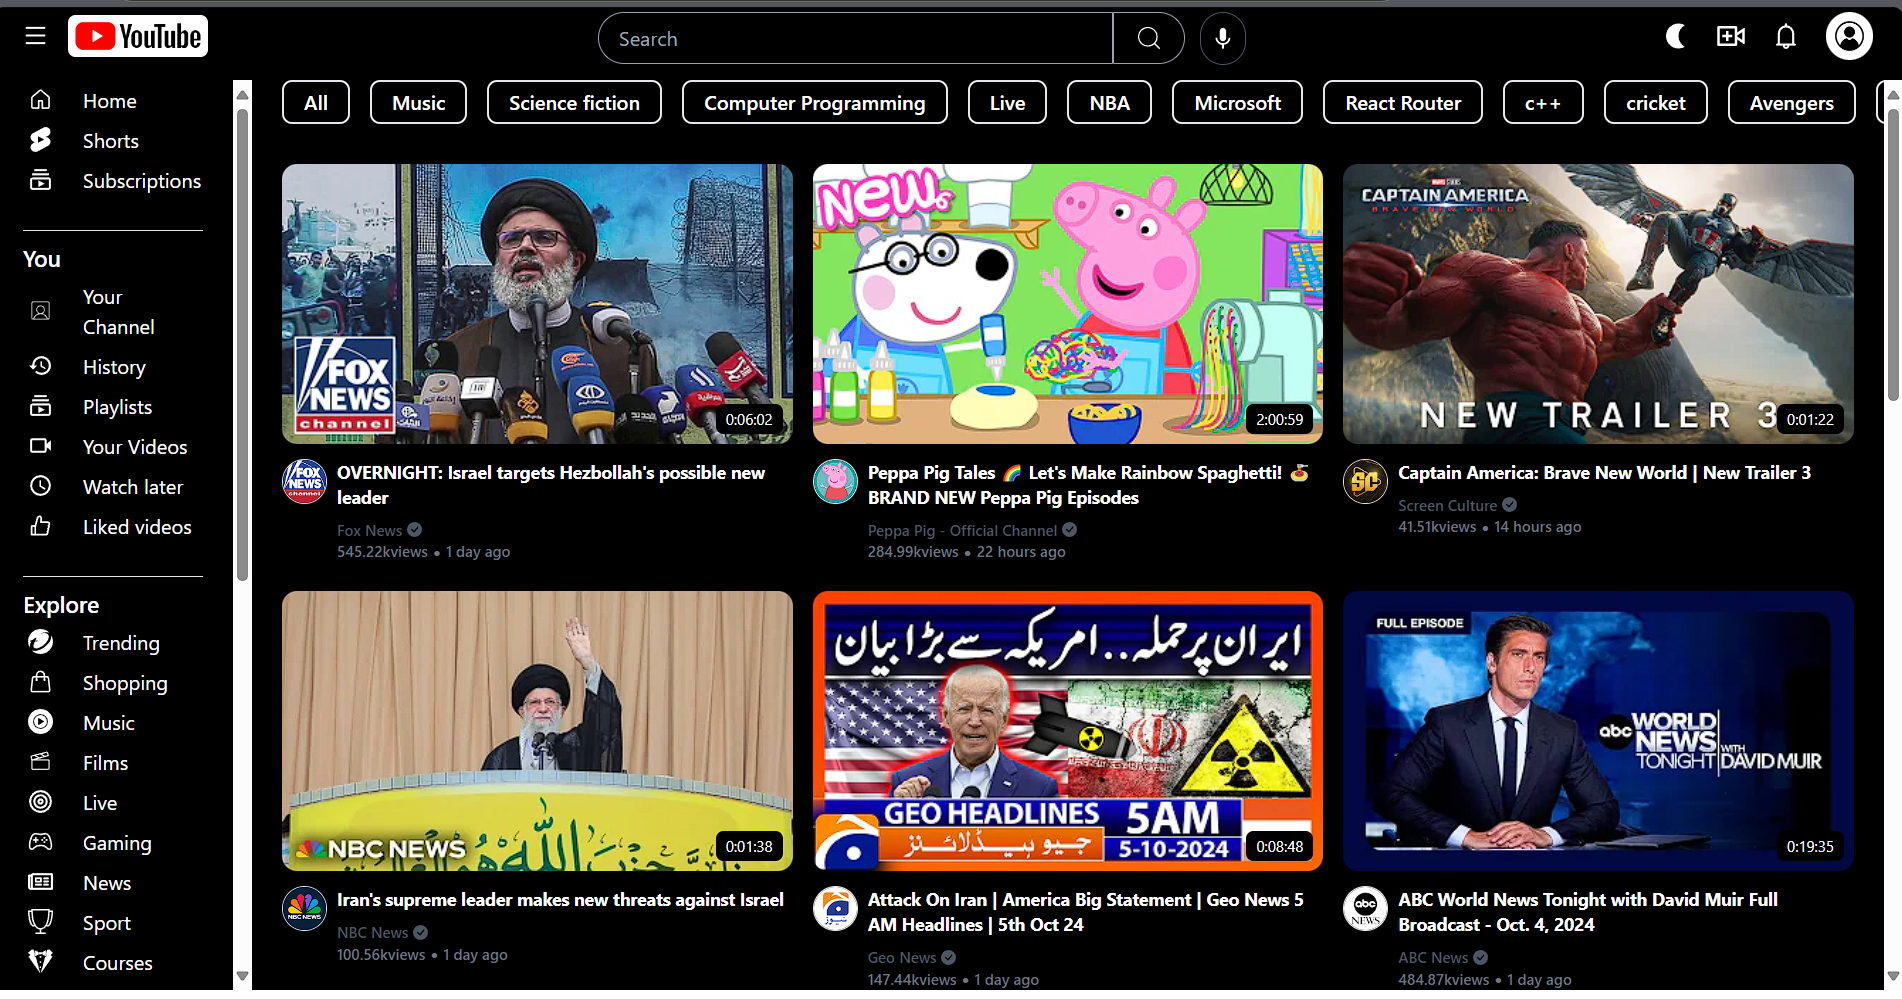 YouTube
Search
Home
Shorts
Subscriptions
You
Your
Channel
History
Playlists
Your Videos
Watch later
Liked videos
Explore
Trending
Shopping
Music
Films
Live
Gaming
News
Sport
Courses
All
Music
Science fiction
Computer Programming
Live
NBA
Microsoft
React Router
c++
cricket
Avengers
FOX
NEWS
channel
0:06:02
FOX
NEWS
channel
OVERNIGHT: Israel targets Hezbollah's possible new
leader
Fox News
545.22kviews • 1 day ago
NEW
2:00:59
Peppa Pig Tales 🌈 Let's Make Rainbow Spaghetti! 🍝
BRAND NEW Peppa Pig Episodes
Peppa Pig - Official Channel
284.99kviews • 22 hours ago
CAPTAIN AMERICA
BRAVE NEW WORLD
NEW TRAILER 3
0:01:22
SC
Captain America: Brave New World | New Trailer 3
Screen Culture
41.51kviews • 14 hours ago
NBC NEWS
0:01:38
NBC NEWS
Iran's supreme leader makes new threats against Israel
NBC News
100.56kviews • 1 day ago
ایران پر حملہ.. امریکہ سے بڑا بیان
GEO HEADLINES
5AM
جیو ہیڈلائنز
5-10-2024
0:08:48
Attack On Iran | America Big Statement | Geo News 5
AM Headlines | 5th Oct 24
Geo News
147.44kviews • 1 day ago
FULL EPISODE
abc
WORLD
NEWS
TONIGHT
WITH
DAVID MUIR
0:19:35
abc
NEWS
ABC World News Tonight with David Muir Full
Broadcast - Oct. 4, 2024
ABC News
484.87kviews • 1 day ago